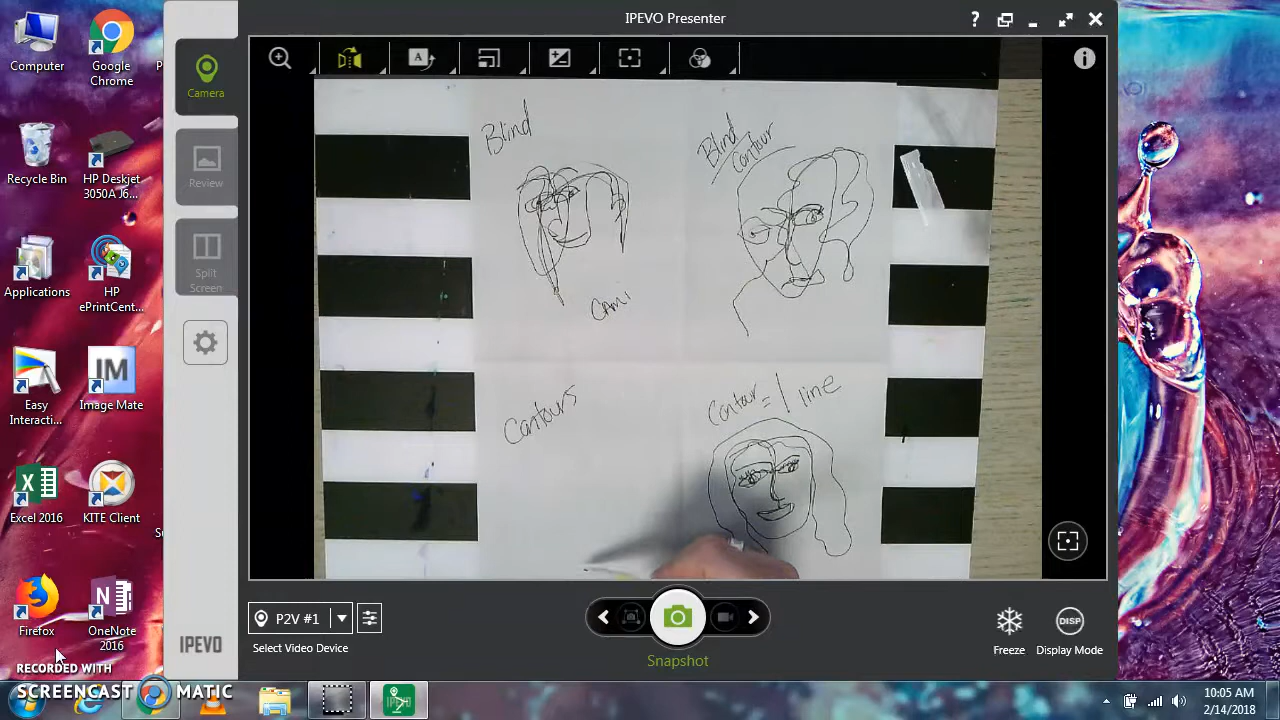 IPEVO Presenter
?
A
i
Computer
Google
Chrome
P
Camera
Recycle Bin
HP Deskjet
3050A J6...
Review
Applications
HP
ePrintCent...
Split
Screen
Easy
Interacti...
Image Mate
Excel 2016
KITE Client
Su
Firefox
OneNote
2016
Blind
Blind
Contour
Cami
Contours
Contour = 1 line
IPEVO
P2V #1
Select Video Device
Snapshot
Freeze
DISP
Display Mode
RECORDED WITH
SCREENCAST MATIC
IPEVO
10:05 AM
2/14/2018